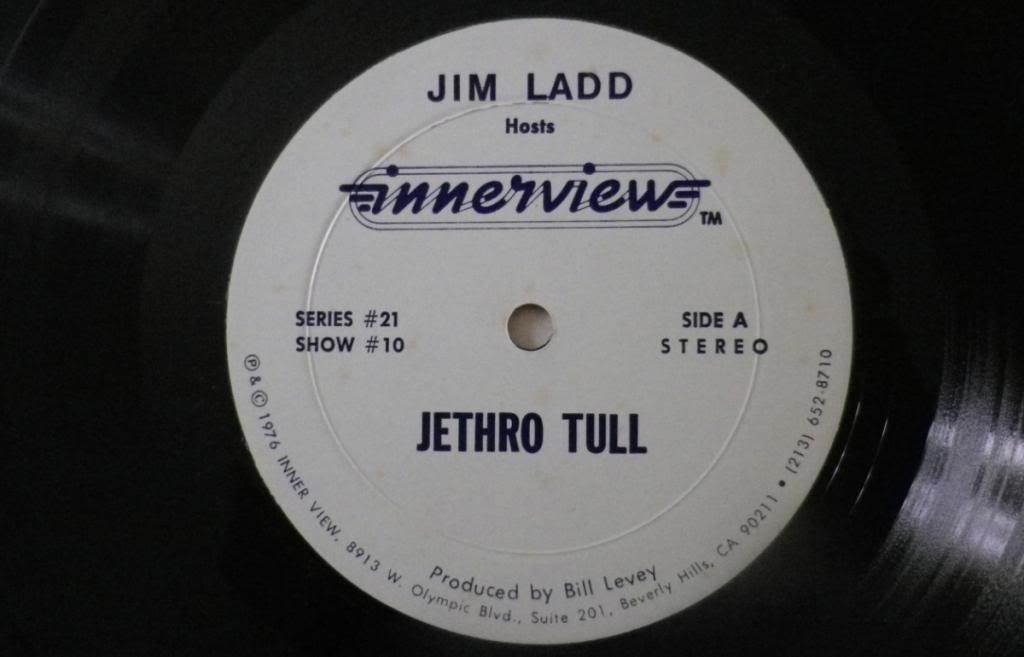 JIM LADD
Hosts
innerview TM
SERIES #21
SHOW #10
SIDE A
STEREO
JETHRO TULL
Produced by Bill Levey
℗ & © 1976 INNER VIEW, 8913 W. Olympic Blvd., Suite 201, Beverly Hills, CA 90211 • (213) 652-8710